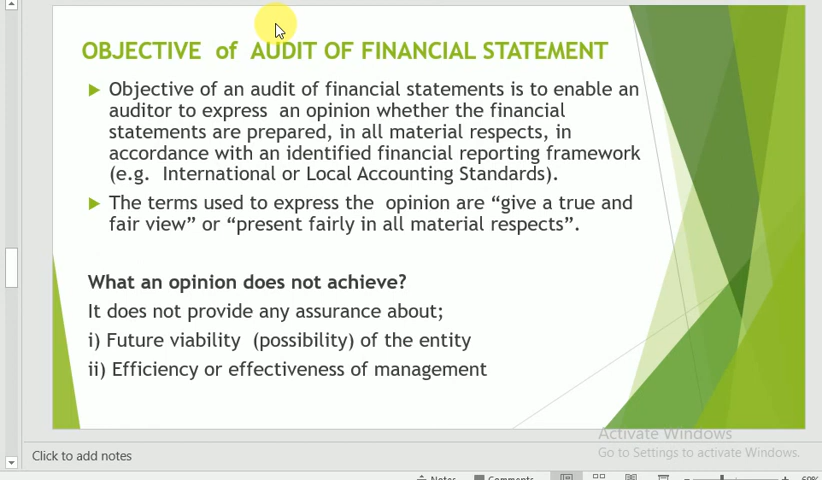 OBJECTIVE of AUDIT OF FINANCIAL STATEMENT
Objective of an audit of financial statements is to enable an
auditor to express an opinion whether the financial
statements are prepared, in all material respects, in
accordance with an identified financial reporting framework
(e.g. International or Local Accounting Standards).
The terms used to express the opinion are “give a true and
fair view” or “present fairly in all material respects”.
What an opinion does not achieve?
It does not provide any assurance about;
i) Future viability (possibility) of the entity
ii) Efficiency or effectiveness of management
Activate Windows
Go to Settings to activate Windows.
Click to add notes
Notes
Comments
60%